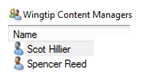 Wingtip Content Managers
Name
Scot Hillier
Spencer Reed